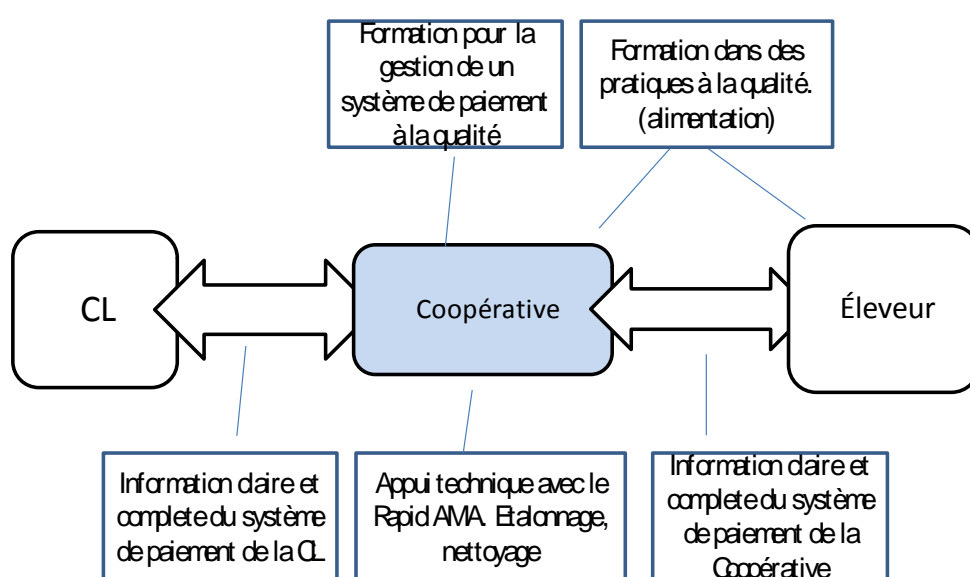 Formation pour la
gestion de un
système de paiement
à la qualité
Formation dans des
pratiques à la qualité.
(alimentation)
CL
Coopérative
Éleveur
Information claire et
complete du système
de paiement de la CL
Appui technique avec le
Rapid AMA. Etalonnage,
nettoyage
Information claire et
complete du système
de paiement de la
Coopérative